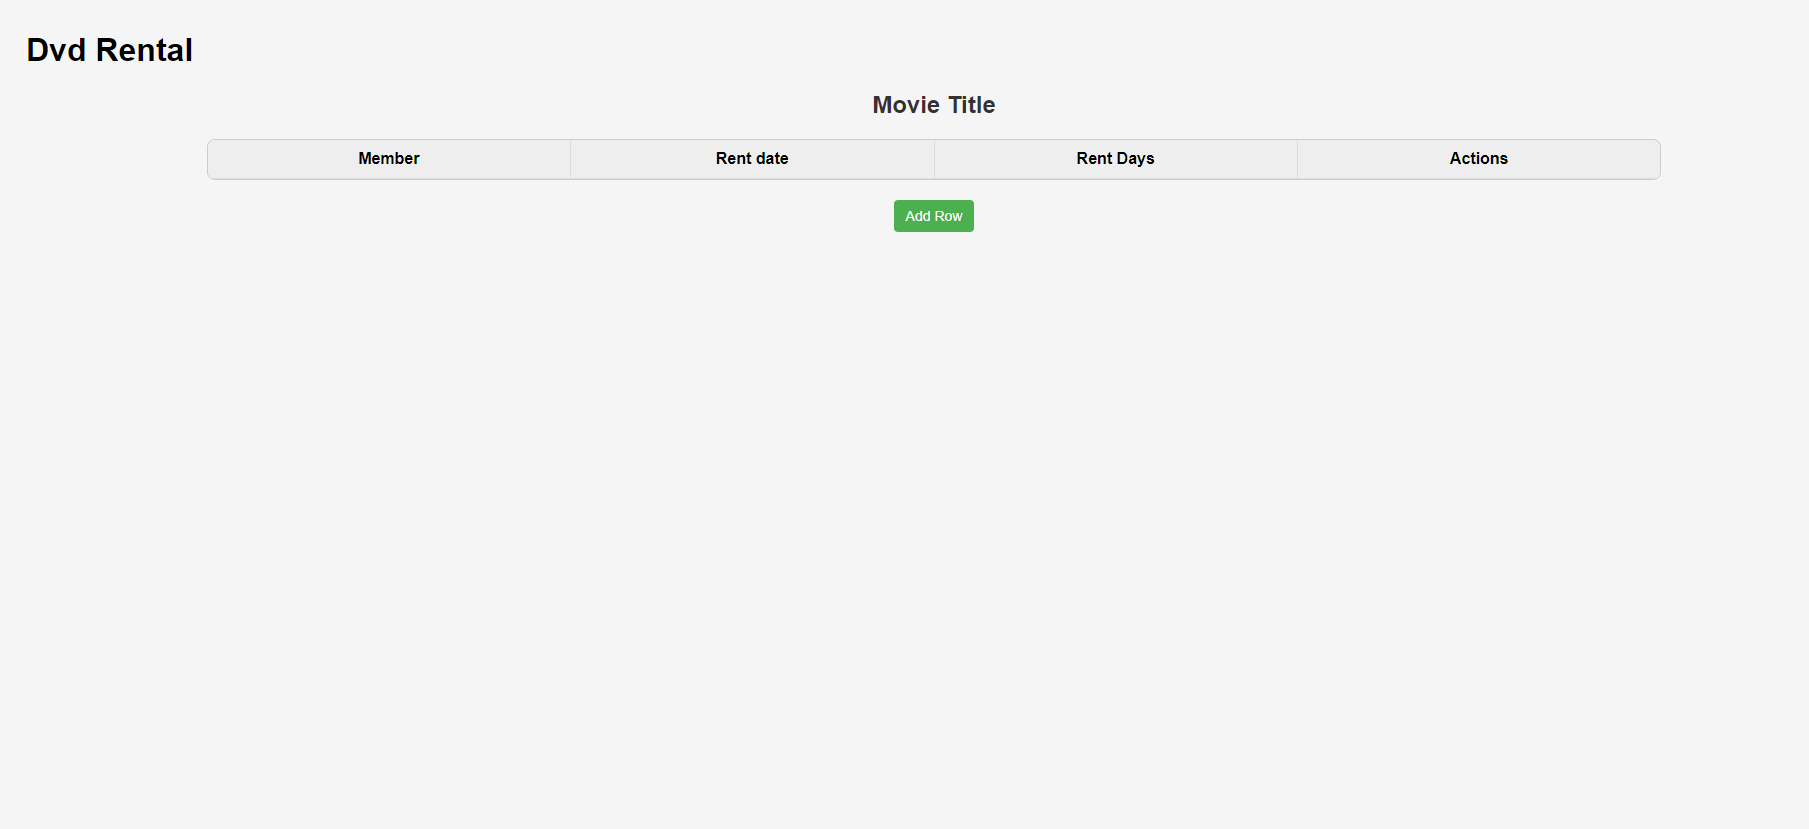 Dvd Rental
Movie Title
Member Rent date Rent Days Actions
Add Row